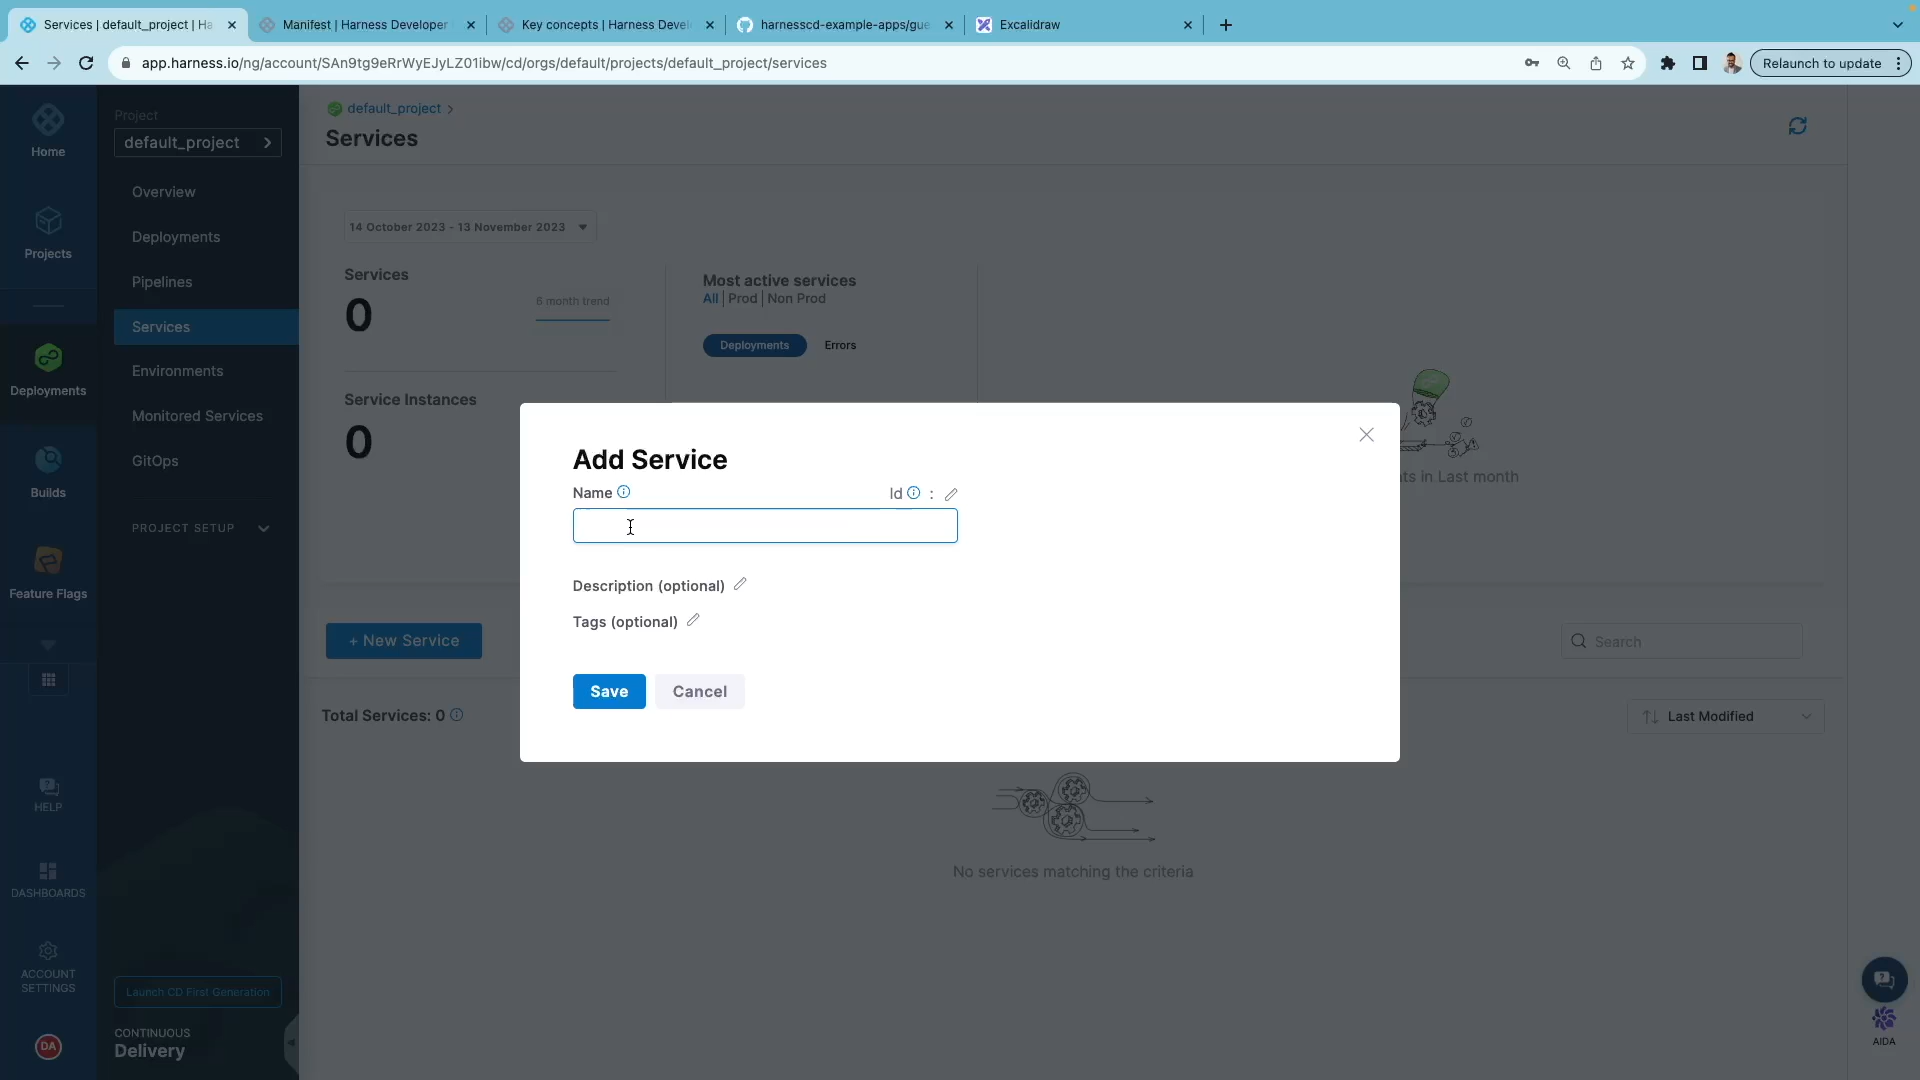 Services | default_project | Ha
Manifest | Harness Developer
Key concepts | Harness Devel
harnesscd-example-apps/gue
Excalidraw
app.harness.io/ng/account/SAn9tg9eRrWyEJyLZ01ibw/cd/orgs/default/projects/default_project/services
Relaunch to update
Home
Projects
Deployments
Builds
Feature Flags
HELP
DASHBOARDS
ACCOUNT
SETTINGS
DA
Project
default_project
Overview
Deployments
Pipelines
Services
Environments
Monitored Services
GitOps
PROJECT SETUP
Launch CD First Generation
CONTINUOUS
Delivery
default_project
Services
14 October 2023 - 13 November 2023
Services
0
6 month trend
Service Instances
0
Most active services
All | Prod | Non Prod
Deployments
Errors
ts in Last month
Add Service
Name
Id :
Description (optional)
Tags (optional)
Save
Cancel
+ New Service
Search
Total Services: 0
Last Modified
No services matching the criteria
AIDA